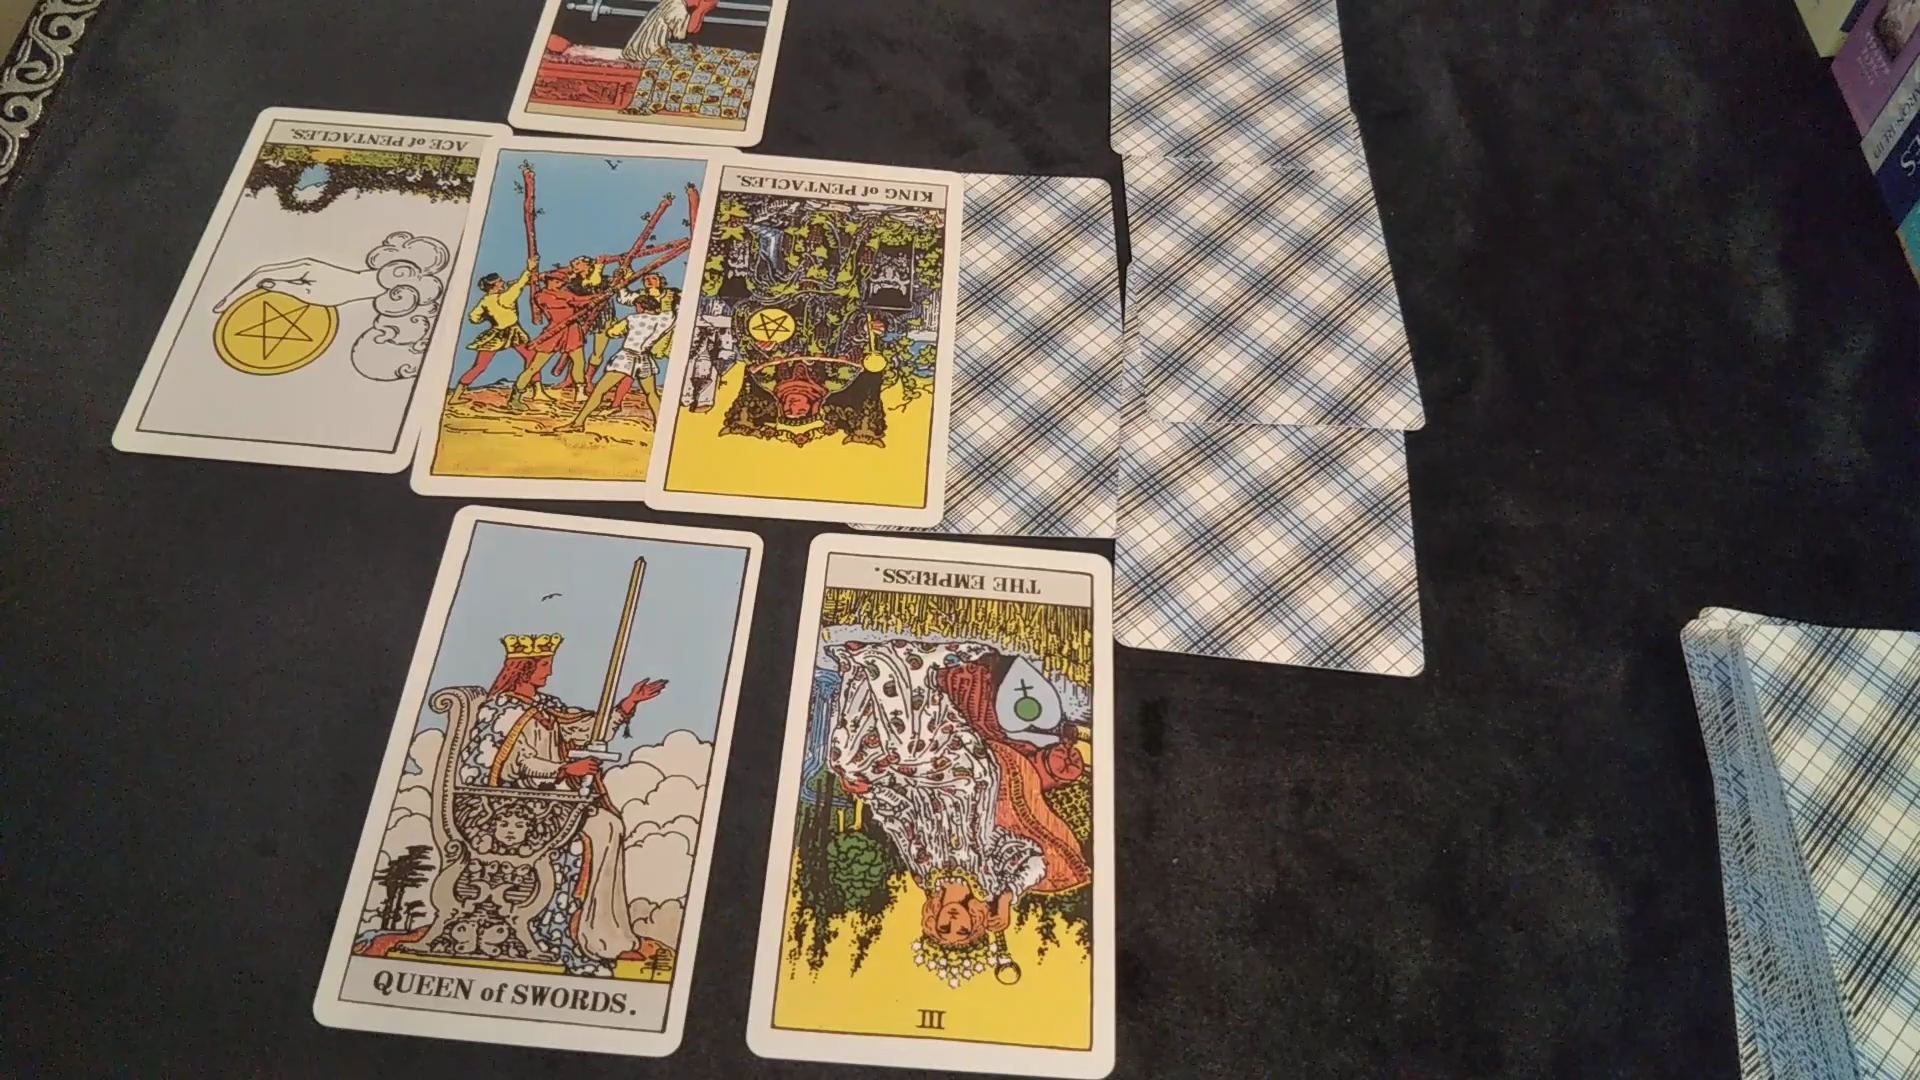 ACE of PENTACLES.
V
KING of PENTACLES.
THE EMPRESS.
QUEEN of SWORDS.
III